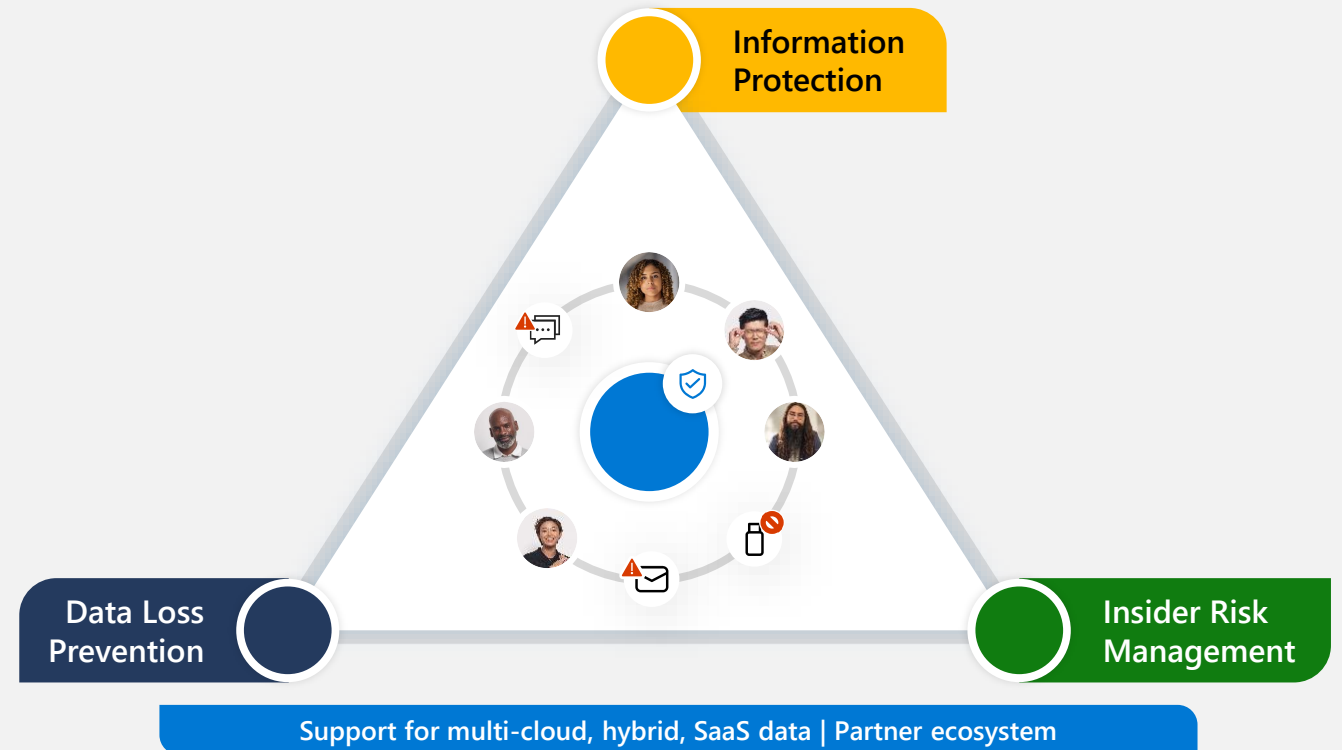 Information
Protection
Data Loss
Prevention
Insider Risk
Management
Support for multi-cloud, hybrid, SaaS data | Partner ecosystem